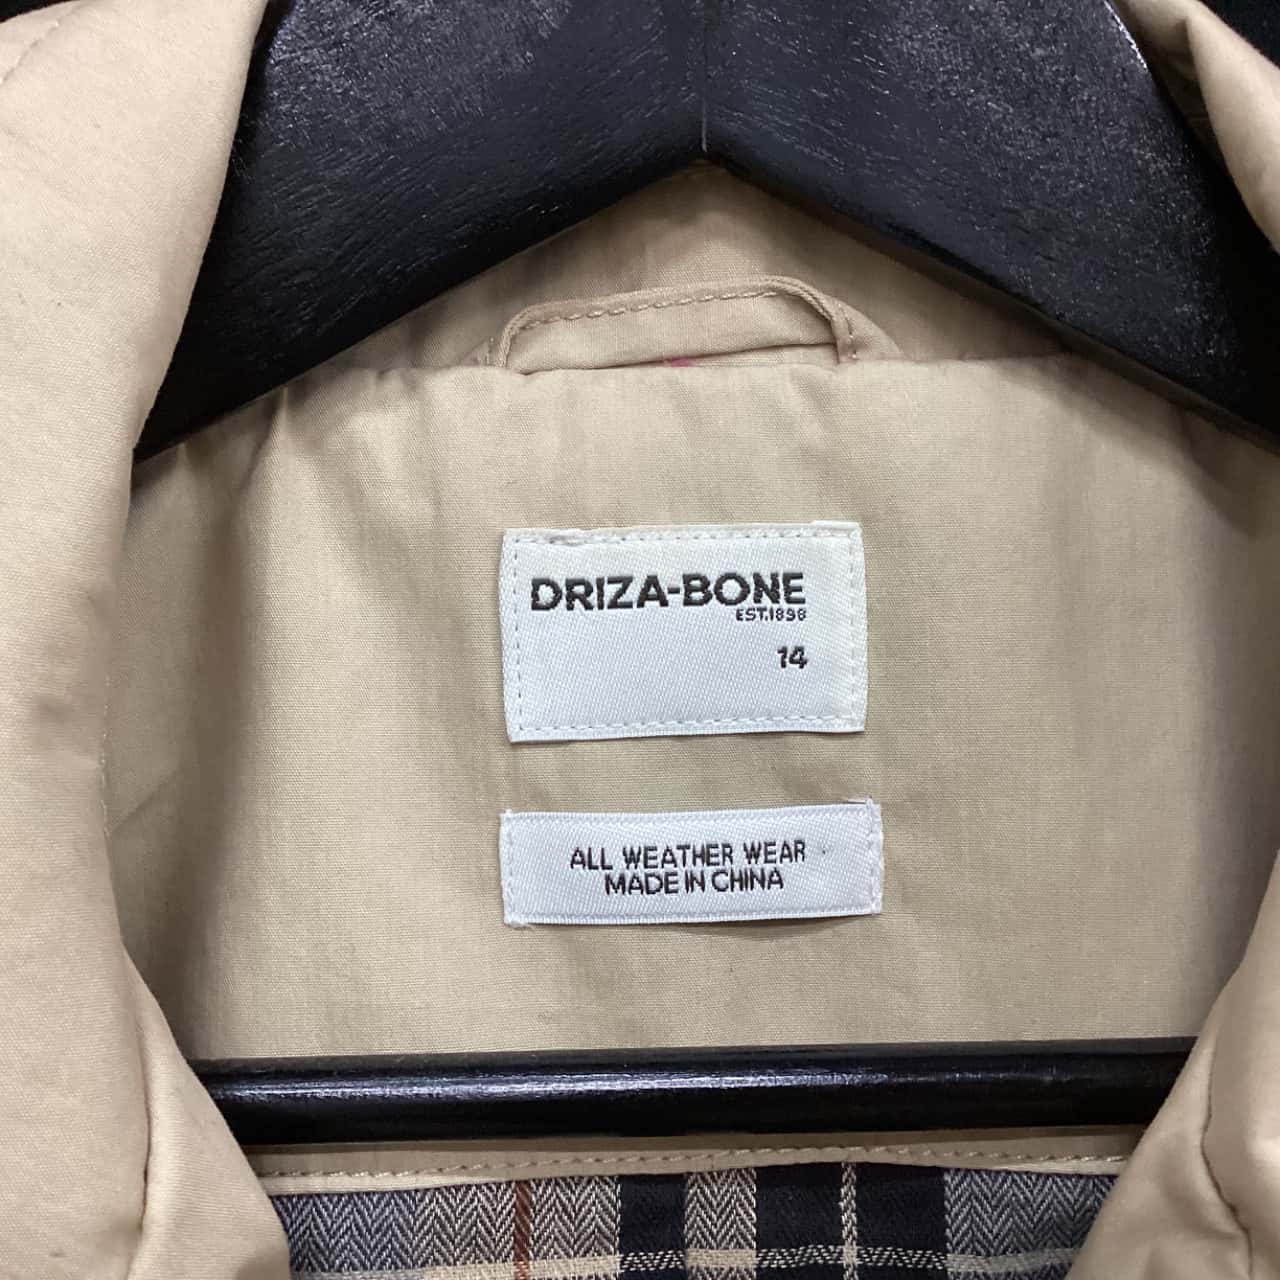 DRIZA-BONE
EST.1898
14
ALL WEATHER WEAR
MADE IN CHINA